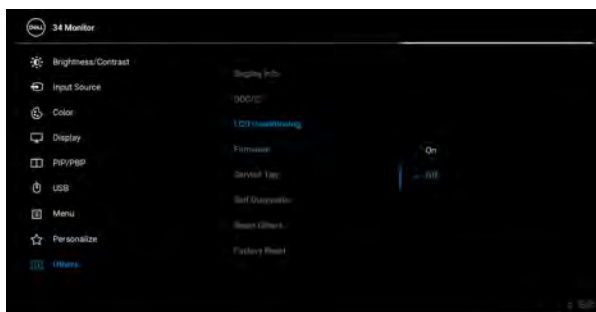 DELL 34 Monitor
Brightness/Contrast
Input Source
Color
Display
PIP/PBP
USB
Menu
Personalize
Others
Display Info
DDC/CI
LCD Conditioning
Firmware
Service Tag
Self-Diagnostic
Reset Others
Factory Reset
On
Off